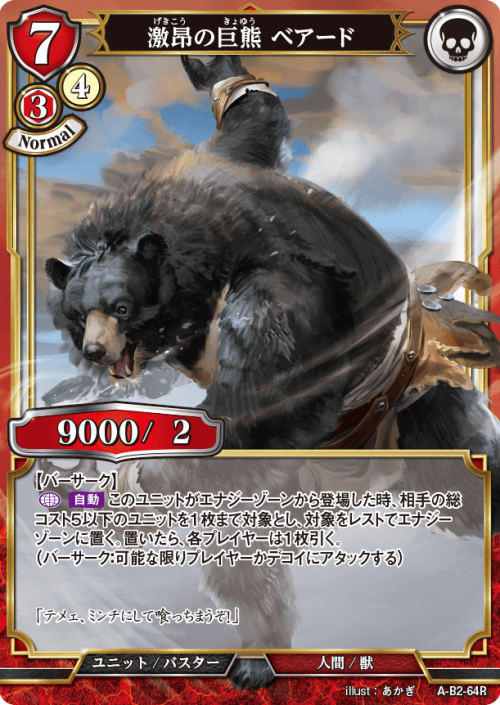 7
げきこう きょゆう
激昂の巨熊 ベアード
3
4
Normal
9000/ 2
【バーサーク】
自動 このユニットがエナジーゾーンから登場した時、相手の総
コスト5以下のユニットを1枚まで対象とし、対象をレストでエナジー
ゾーンに置く。置いたら、各プレイヤーは1枚引く。
(バーサーク:可能な限りプレイヤーかデコイにアタックする)
「テメェ、ミンチにして喰っちまうぞ!」
ユニット / バスター
人間 / 獣
illust : あかぎ
A-B2-64R